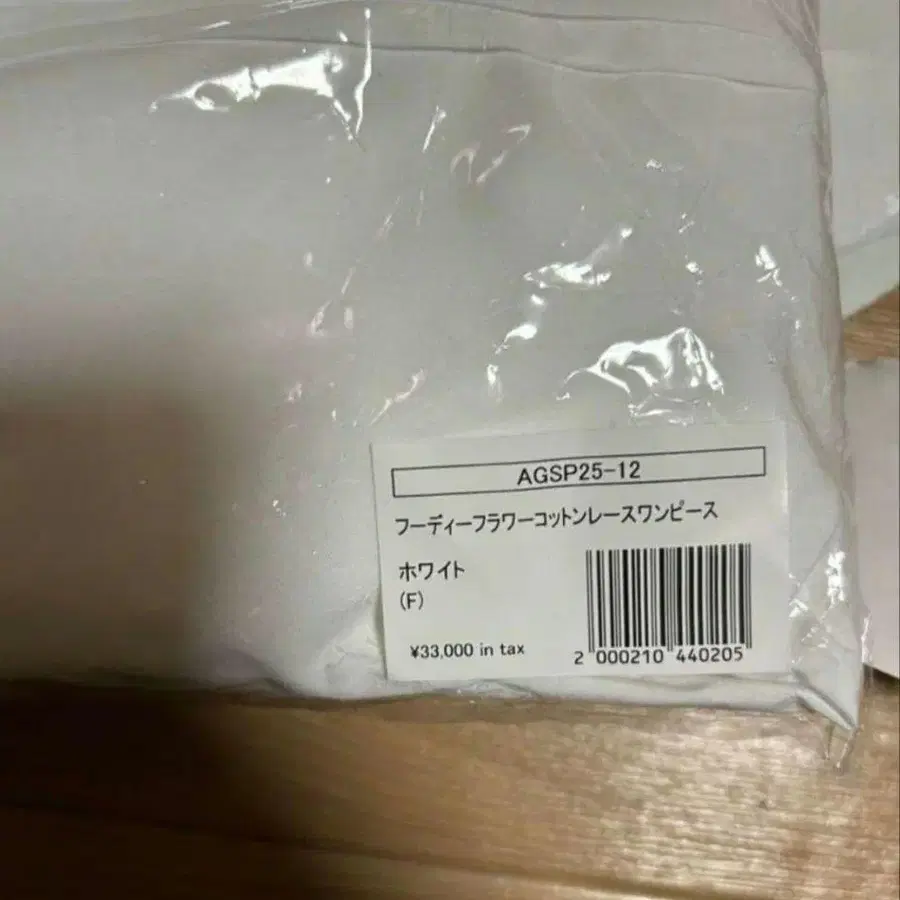 AGSP25-12
フーディーフラワーコットンレースワンピース
ホワイト
(F)
¥33,000 in tax
2 000210 440205